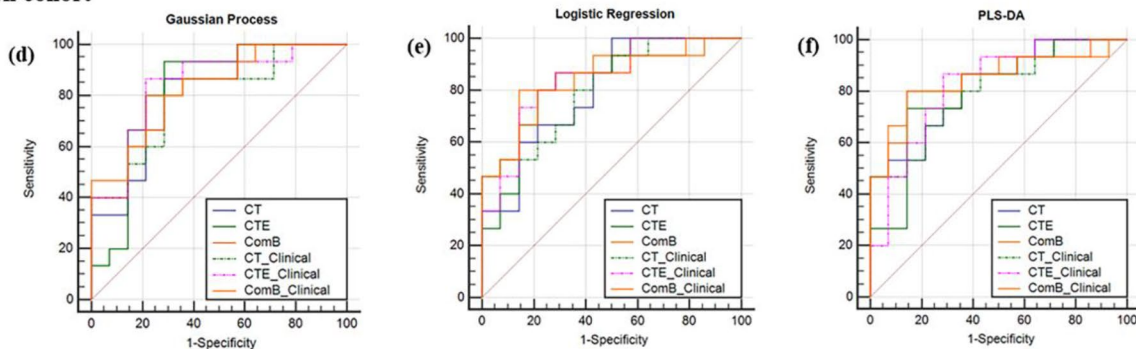 Gaussian Process
(d)
100
80
60
40
20
0
Sensitivity
CT
CTE
ComB
CT_Clinical
CTE_Clinical
ComB_Clinical
0 20 40 60 80 100
1-Specificity
Logistic Regression
(e)
100
80
60
40
20
0
Sensitivity
CT
CTE
ComB
CT_Clinical
CTE_Clinical
ComB_Clinical
0 20 40 60 80 100
1-Specificity
PLS-DA
(f)
100
80
60
40
20
0
Sensitivity
CT
CTE
ComB
CT_Clinical
CTE_Clinical
ComB_Clinical
0 20 40 60 80 100
1-Specificity